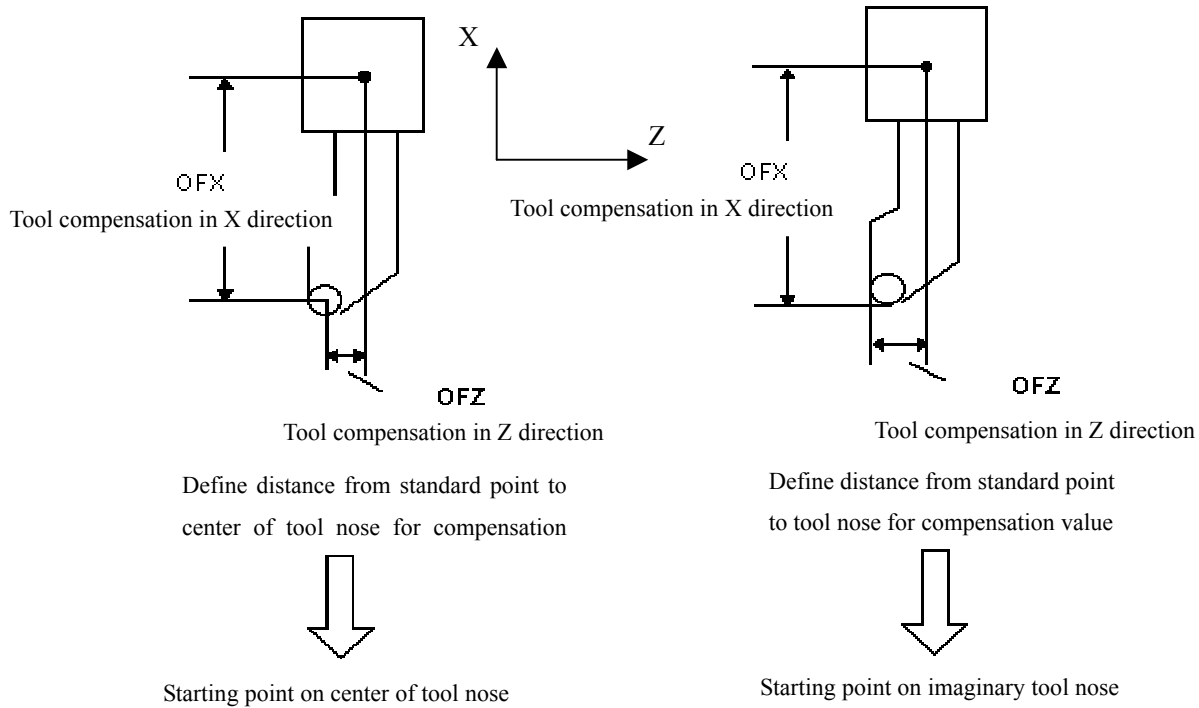 X
Z
OFX
Tool compensation in X direction
OFZ
Tool compensation in Z direction
Define distance from standard point to
center of tool nose for compensation
Starting point on center of tool nose
OFX
Tool compensation in X direction
OFZ
Tool compensation in Z direction
Define distance from standard point
to tool nose for compensation value
Starting point on imaginary tool nose